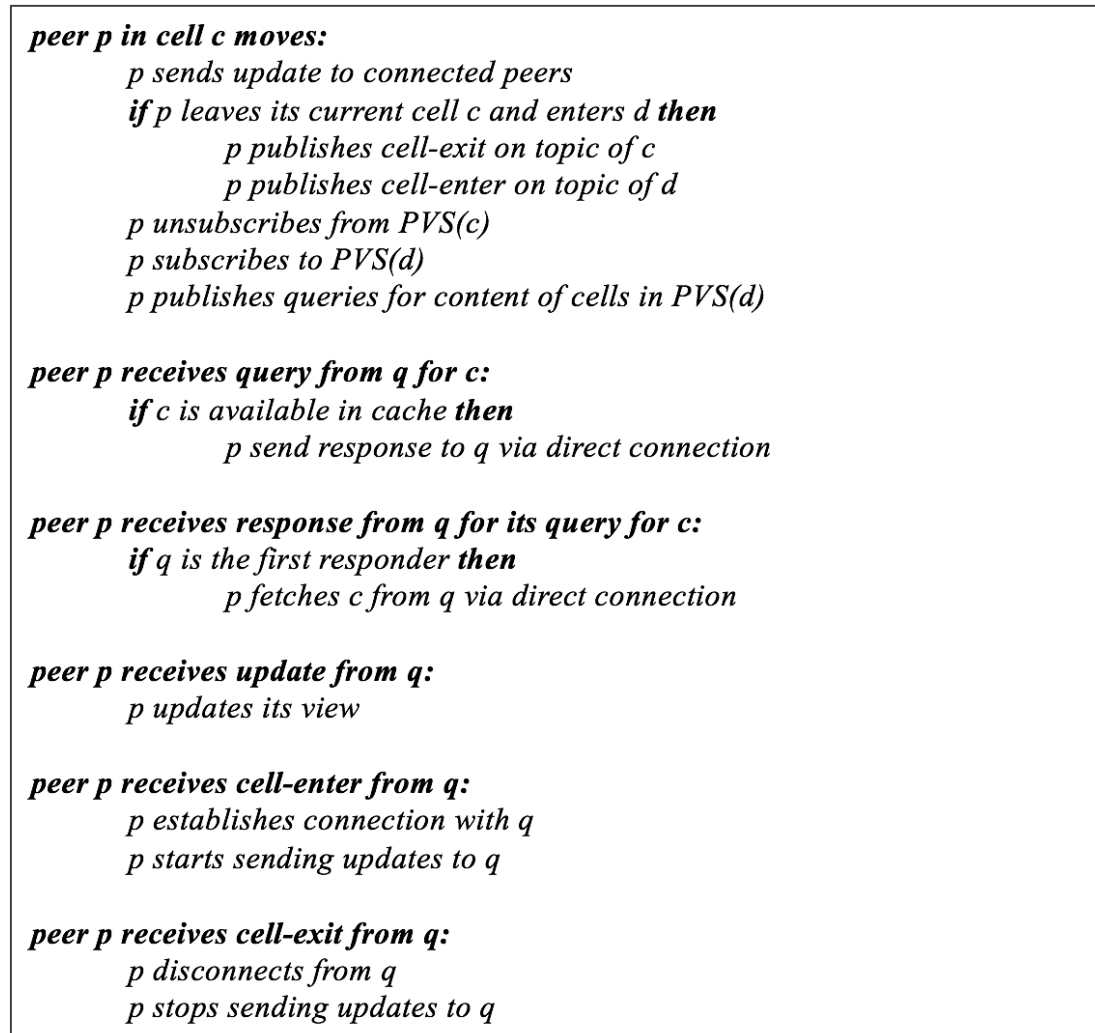 peer p in cell c moves:
p sends update to connected peers
if p leaves its current cell c and enters d then
p publishes cell-exit on topic of c
p publishes cell-enter on topic of d
p unsubscribes from PVS(c)
p subscribes to PVS(d)
p publishes queries for content of cells in PVS(d)
peer p receives query from q for c:
if c is available in cache then
p send response to q via direct connection
peer p receives response from q for its query for c:
if q is the first responder then
p fetches c from q via direct connection
peer p receives update from q:
p updates its view
peer p receives cell-enter from q:
p establishes connection with q
p starts sending updates to q
peer p receives cell-exit from q:
p disconnects from q
p stops sending updates to q